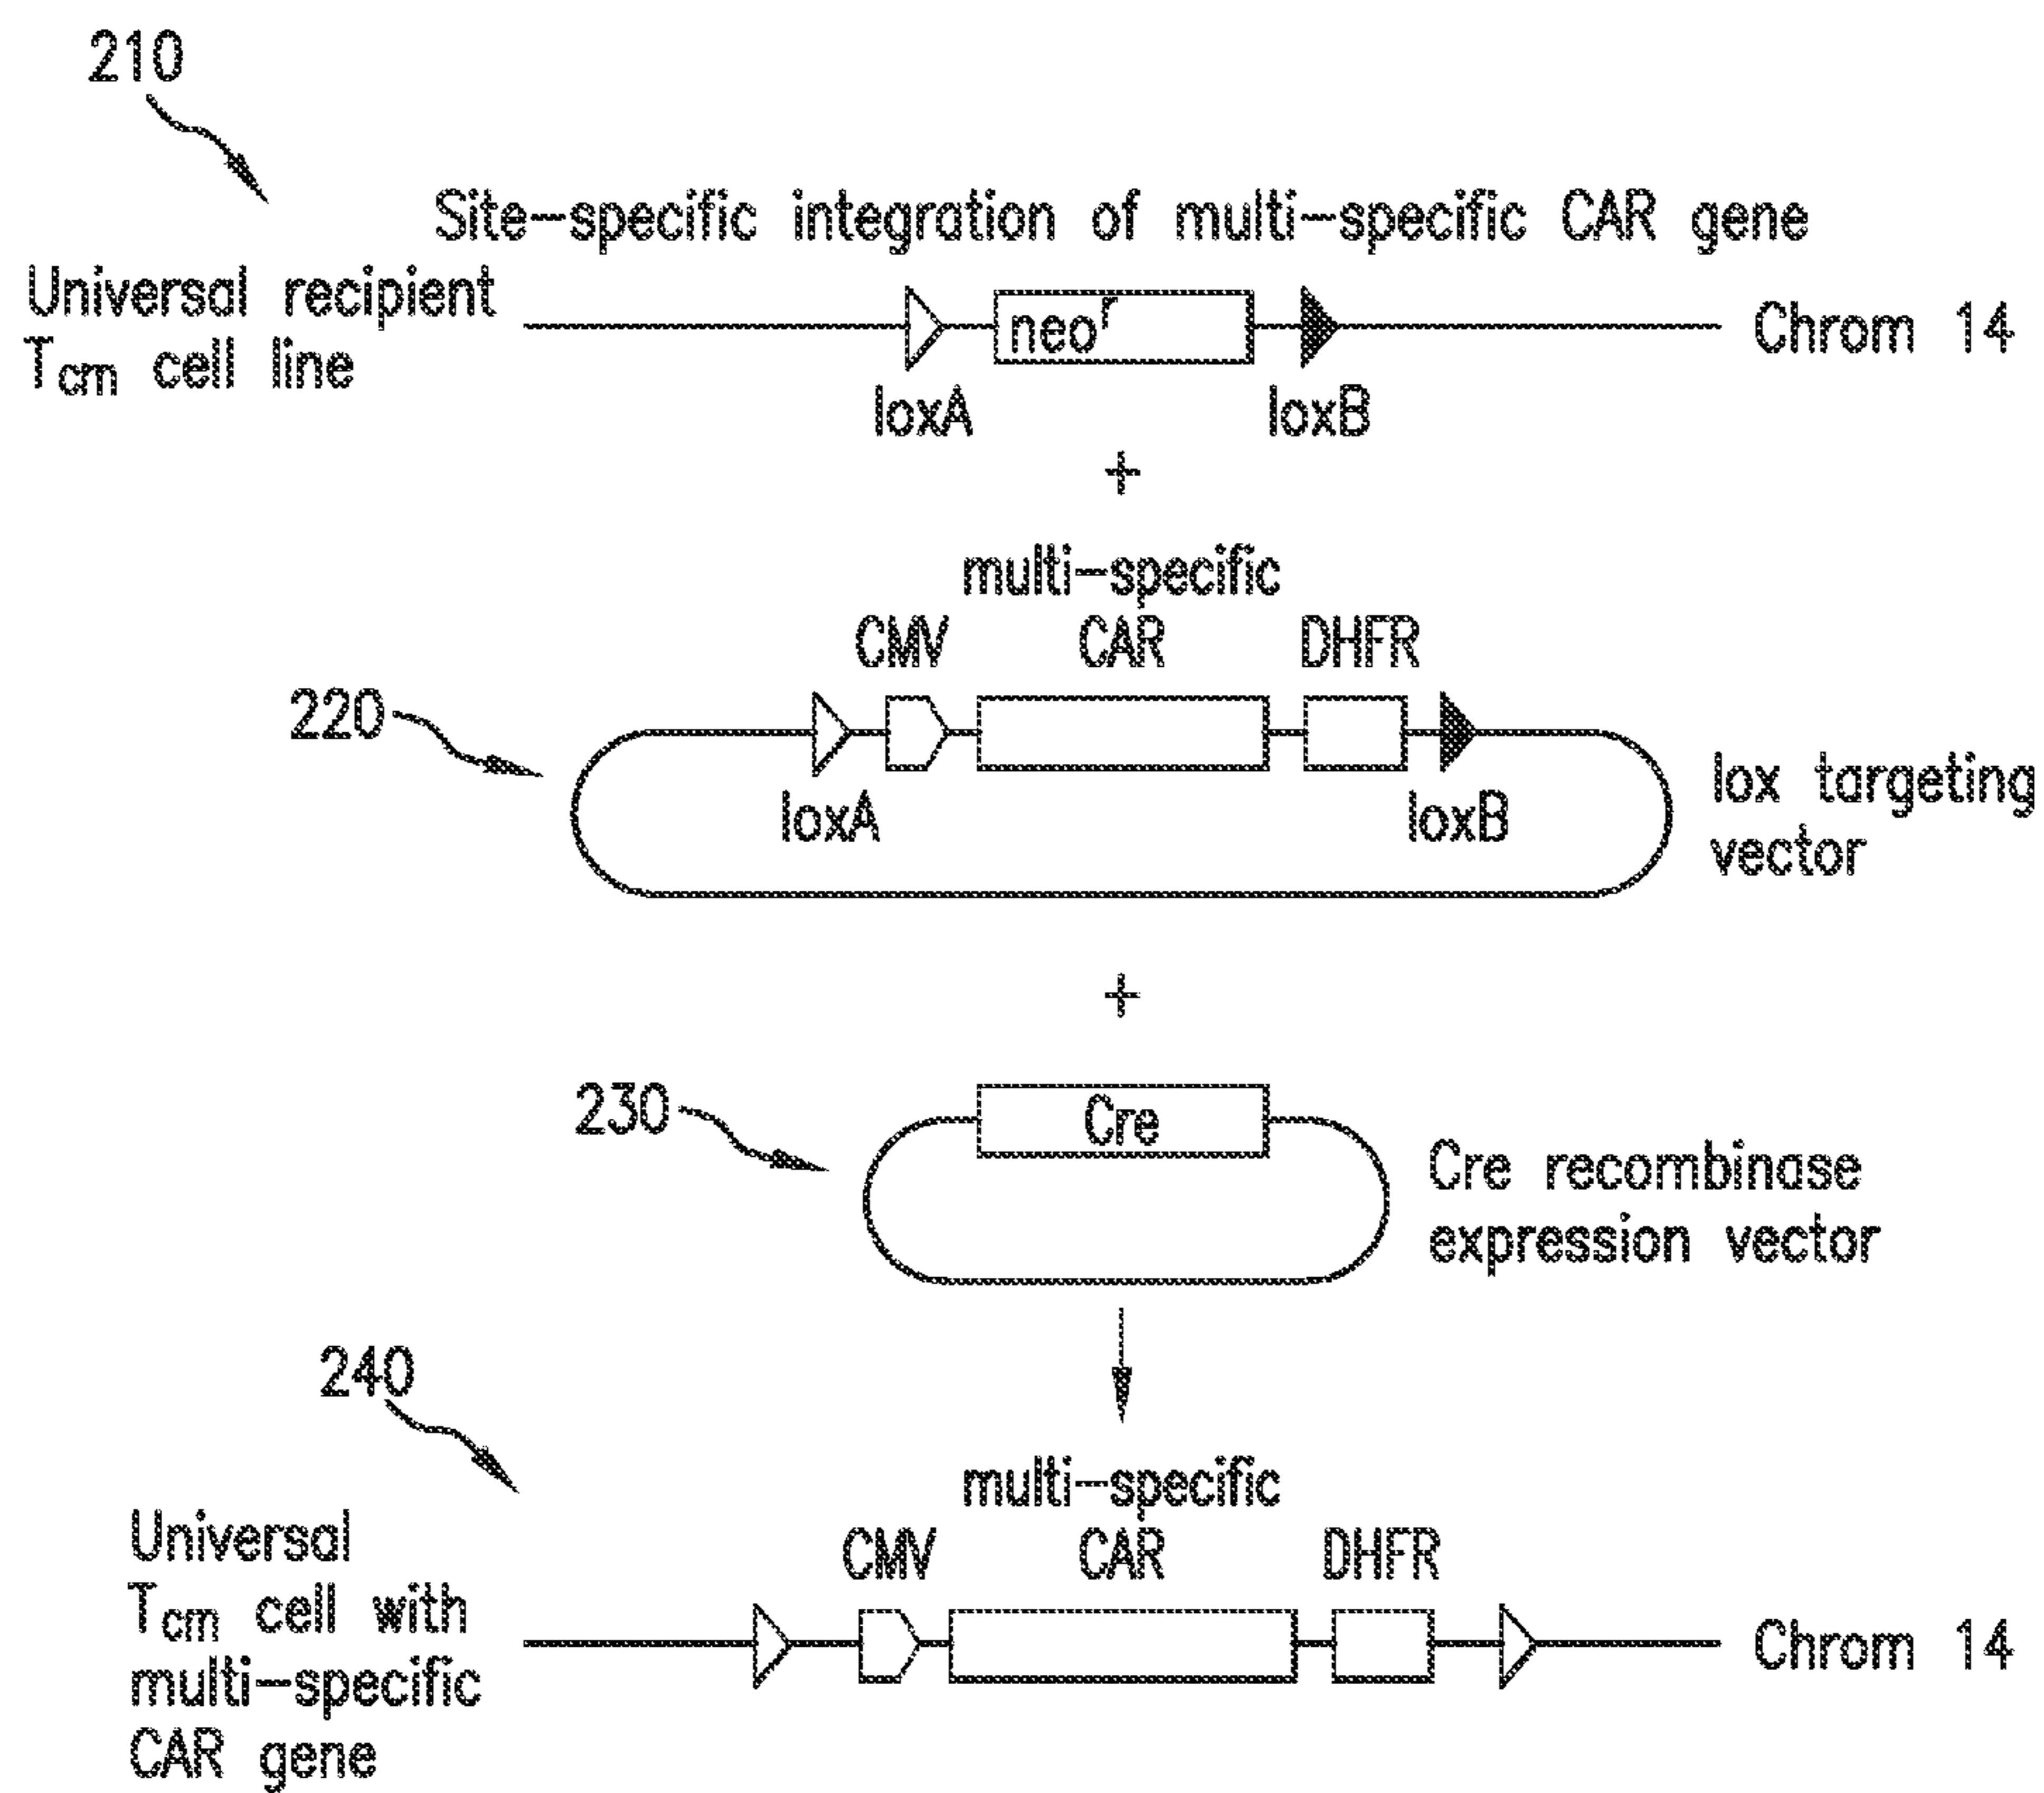 210
Site-specific integration of multi-specific CAR gene
Universal recipient
Tcm cell line
neoʳ
Chrom 14
loxA
loxB
+
multi-specific
CMV
CAR
DHFR
220
loxA
loxB
lox targeting
vector
+
230
Cre
Cre recombinase
expression vector
240
multi-specific
CMV
CAR
DHFR
Universal
Tcm cell with
multi-specific
CAR gene
Chrom 14